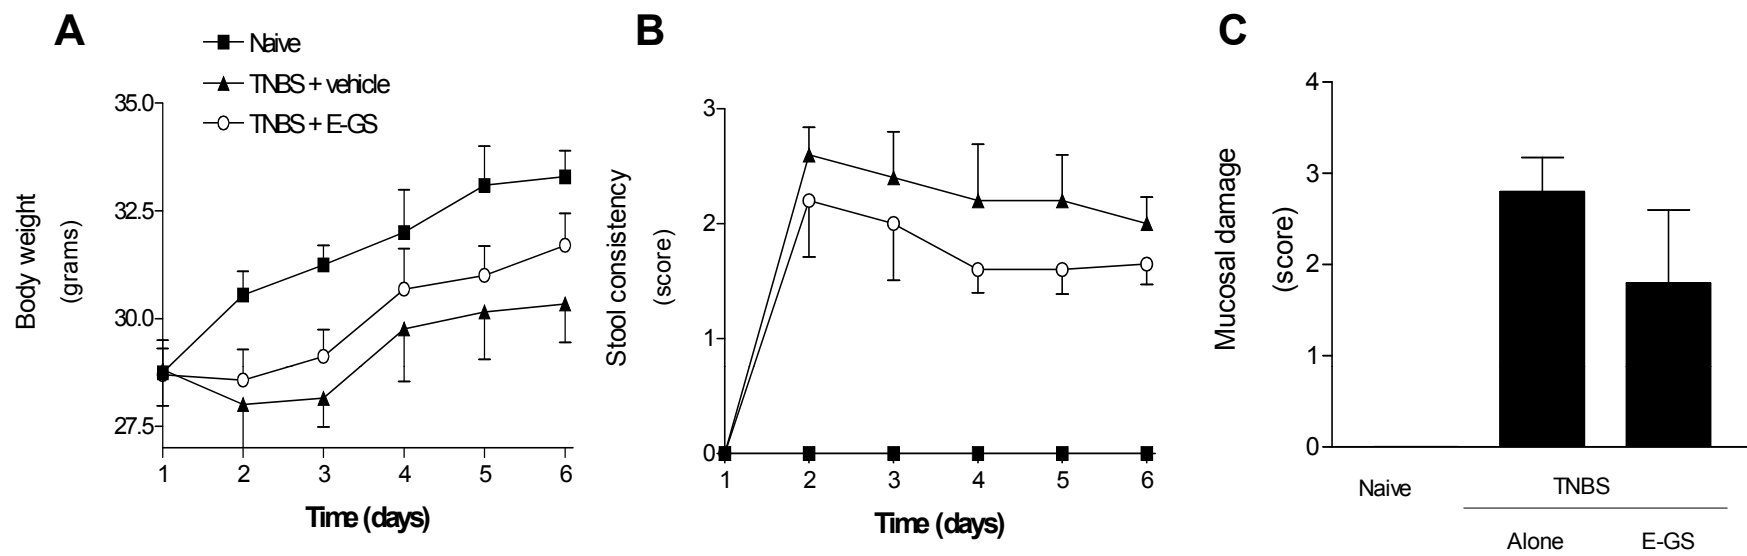 A
Naive
TNBS + vehicle
TNBS + E-GS
35.0
32.5
30.0
27.5
Body weight
(grams)
1 2 3 4 5 6
Time (days)
B
3
2
1
0
Stool consistency
(score)
1 2 3 4 5 6
Time (days)
C
4
3
2
1
0
Mucosal damage
(score)
Naive TNBS
Alone E-GS